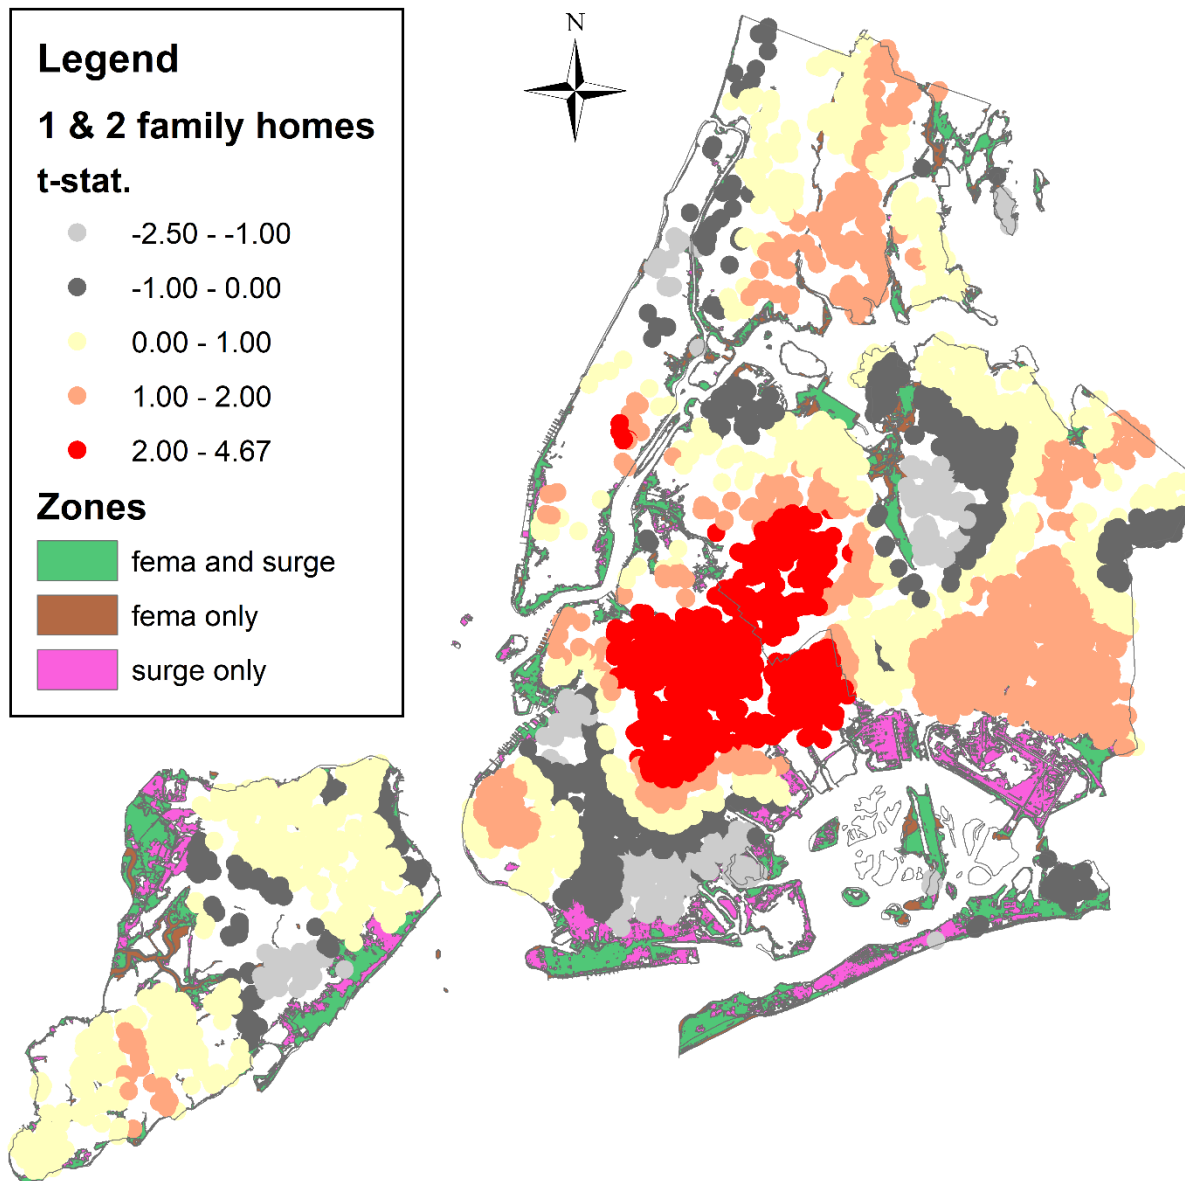 N
Legend
1 & 2 family homes
t-stat.
-2.50 - -1.00
-1.00 - 0.00
0.00 - 1.00
1.00 - 2.00
2.00 - 4.67
Zones
fema and surge
fema only
surge only